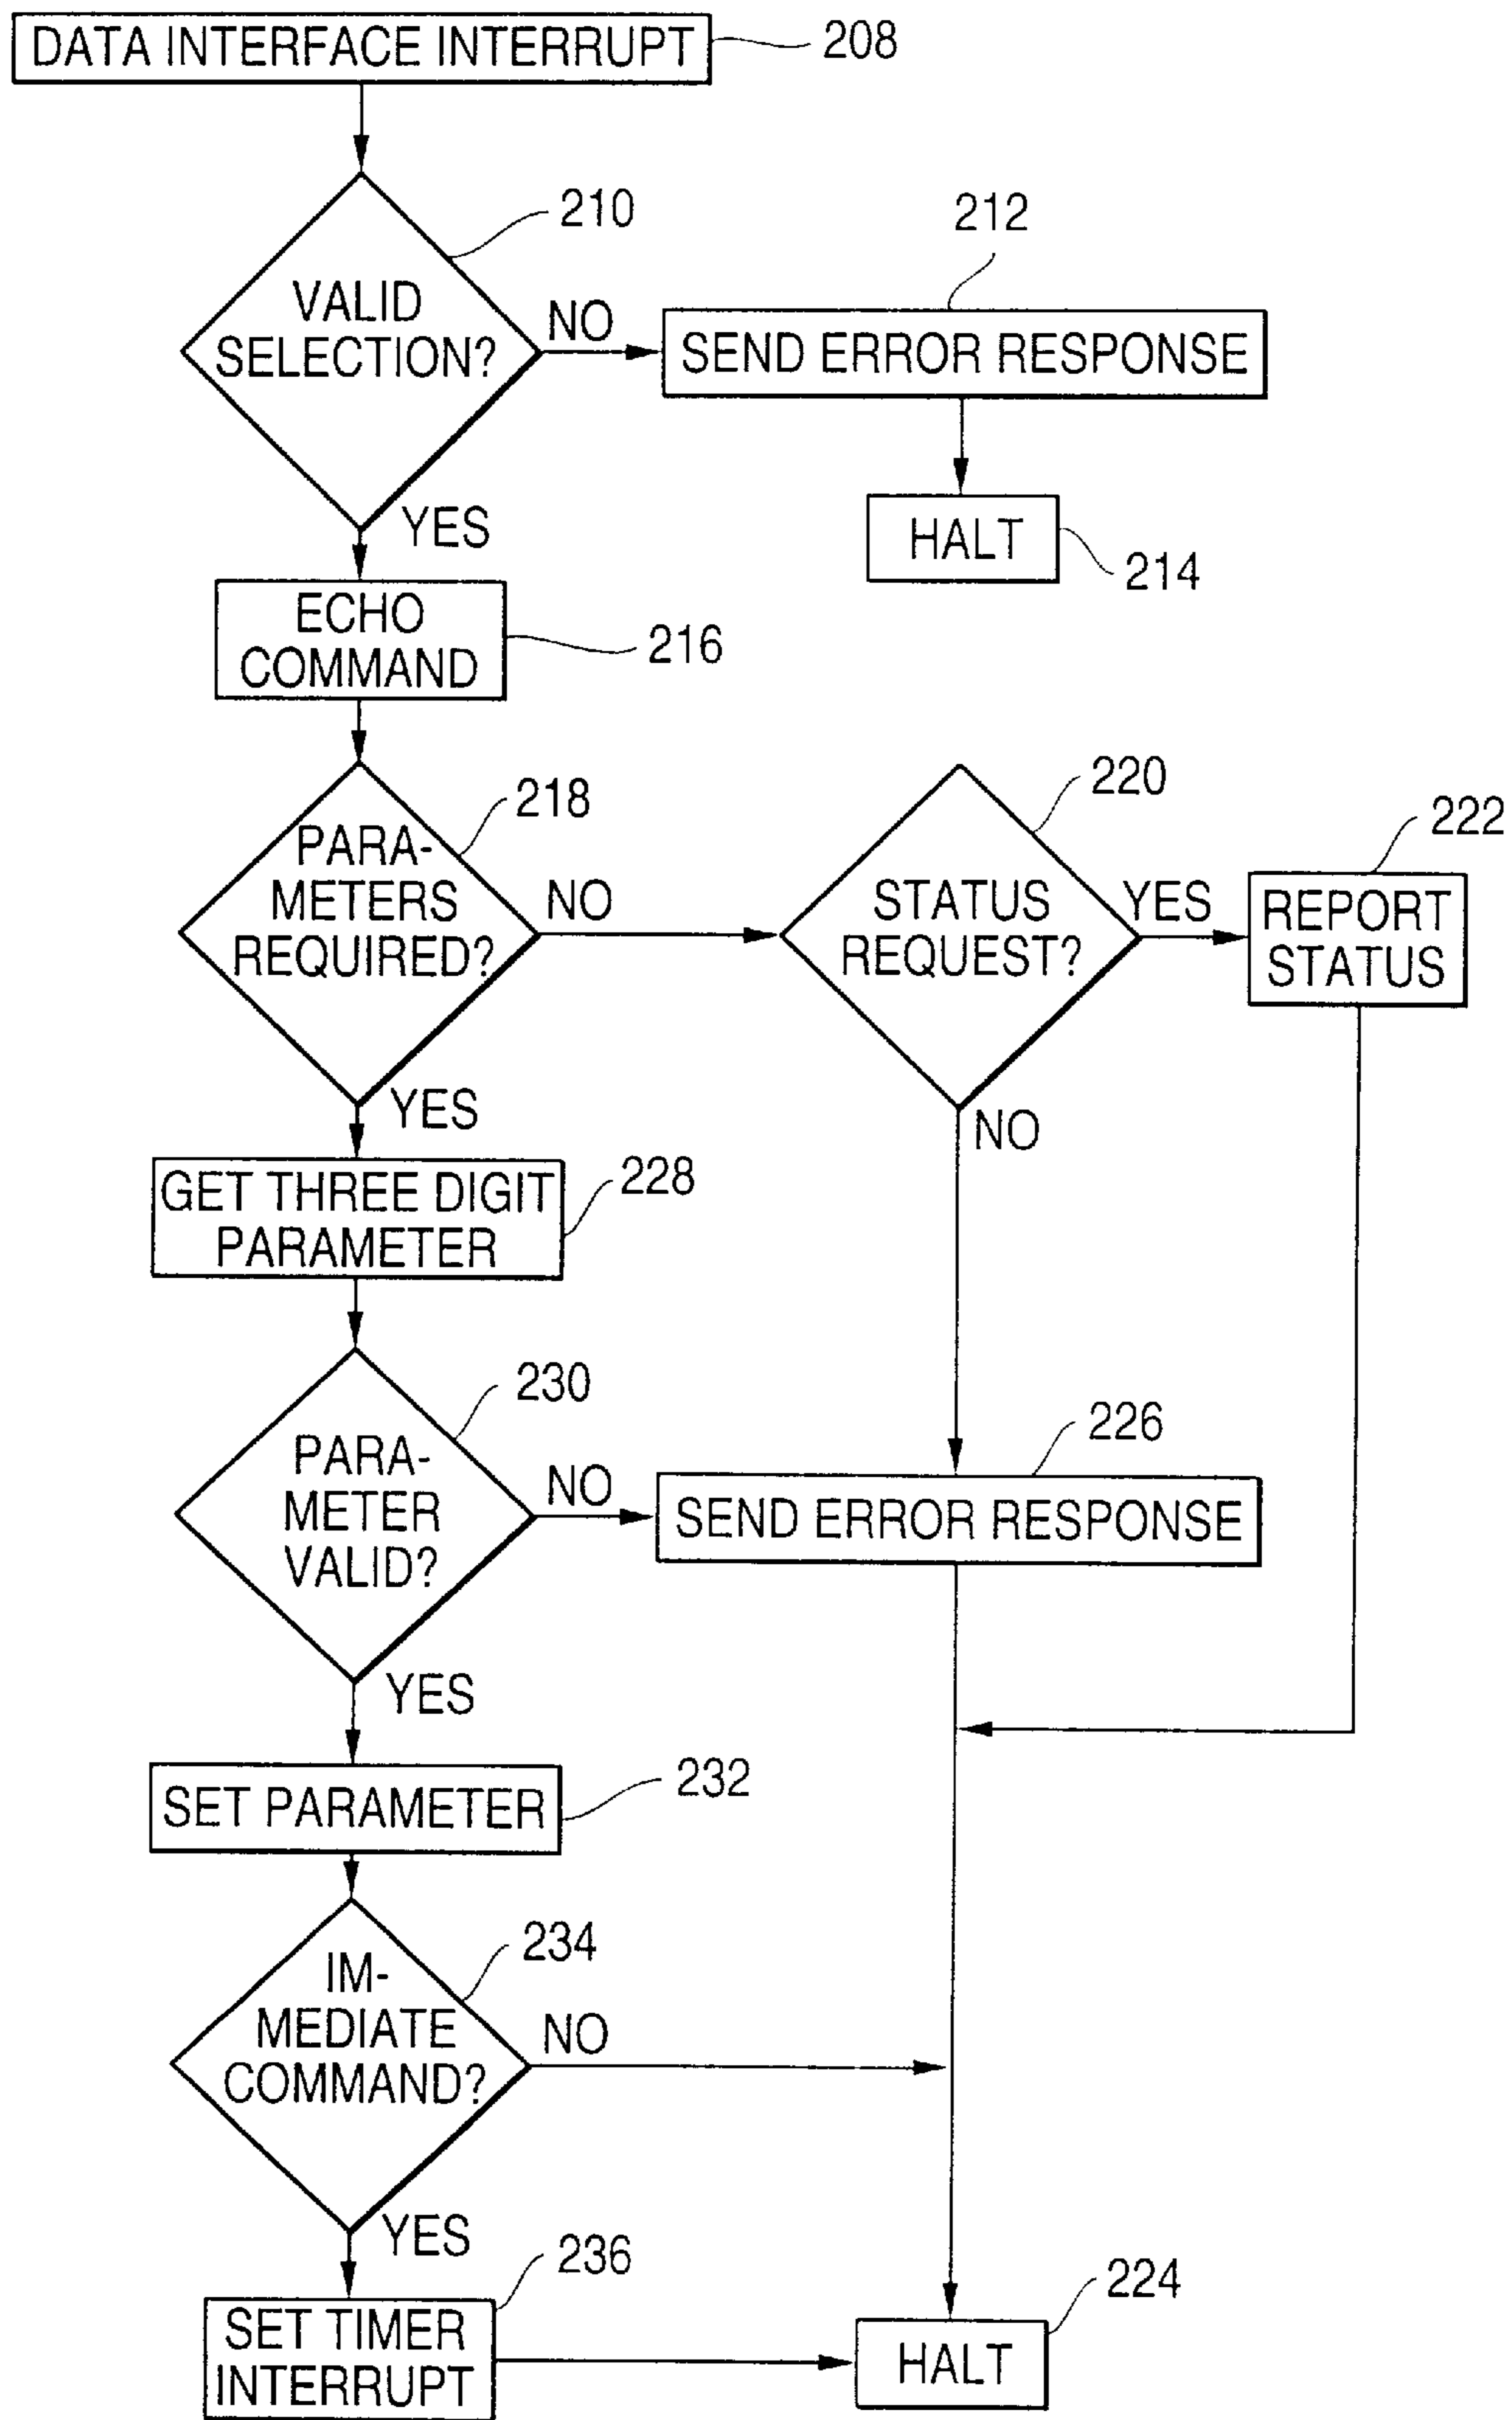 DATA INTERFACE INTERRUPT
208
210
212
VALID
SELECTION?
NO
SEND ERROR RESPONSE
YES
HALT
214
ECHO
COMMAND
216
218
220
222
PARA-
METERS
REQUIRED?
NO
STATUS
REQUEST?
YES
REPORT
STATUS
YES
NO
GET THREE DIGIT
PARAMETER
228
230
226
PARA-
METER
VALID?
NO
SEND ERROR RESPONSE
YES
SET PARAMETER
232
234
IM-
MEDIATE
COMMAND?
NO
YES
236
224
SET TIMER
INTERRUPT
HALT